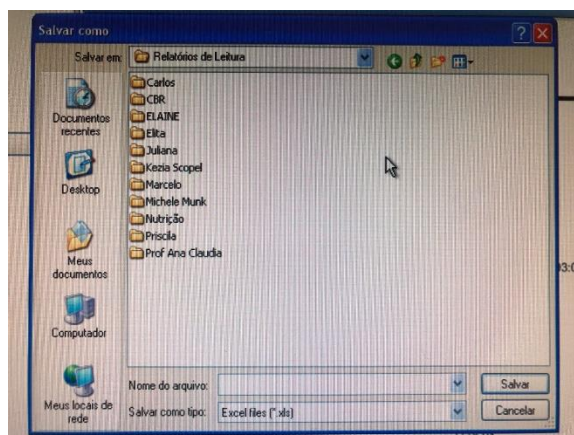 Salvar como
Salvar em:
Relatórios de Leitura
Documentos recentes
Desktop
Meus documentos
Computador
Meus locais de rede
Carlos
CBR
ELAINE
Elita
Juliana
Kezia Scopel
Marcelo
Michele Munk
Nutrição
Priscila
Prof Ana Claudia
Nome do arquivo:
Salvar
Salvar como tipo:
Excel files (*.xls)
Cancelar